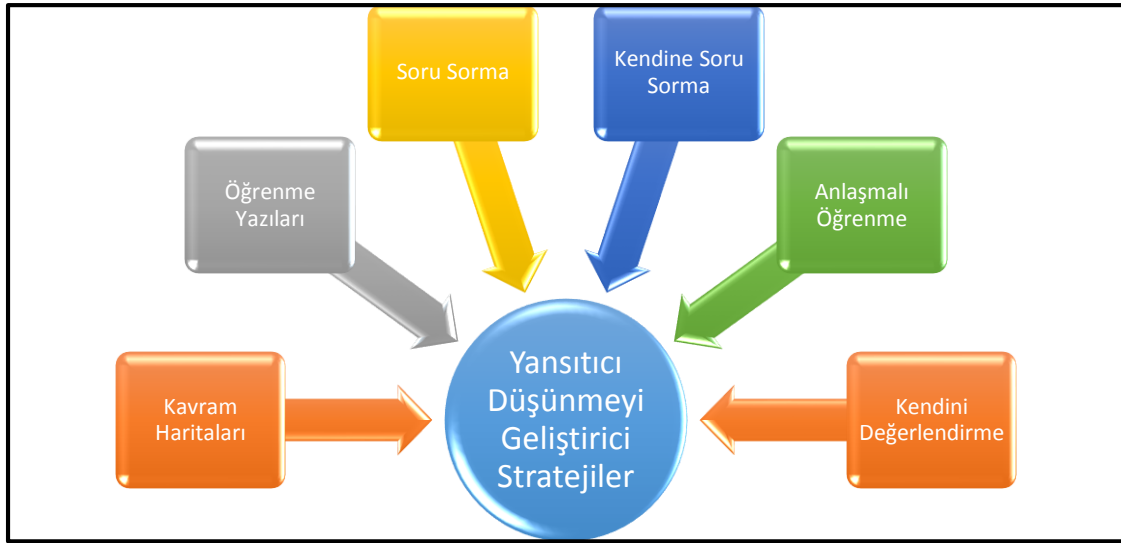 Soru Sorma
Kendine Soru
Sorma
Öğrenme
Yazıları
Anlaşmalı
Öğrenme
Kavram
Haritaları
Yansıtıcı
Düşünmeyi
Geliştirici
Stratejiler
Kendini
Değerlendirme